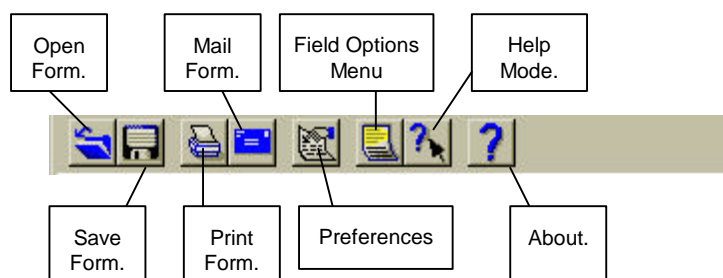 Open
Form.
Mail
Form.
Field Options
Menu
Help
Mode.
Save
Form.
Print
Form.
Preferences
About.